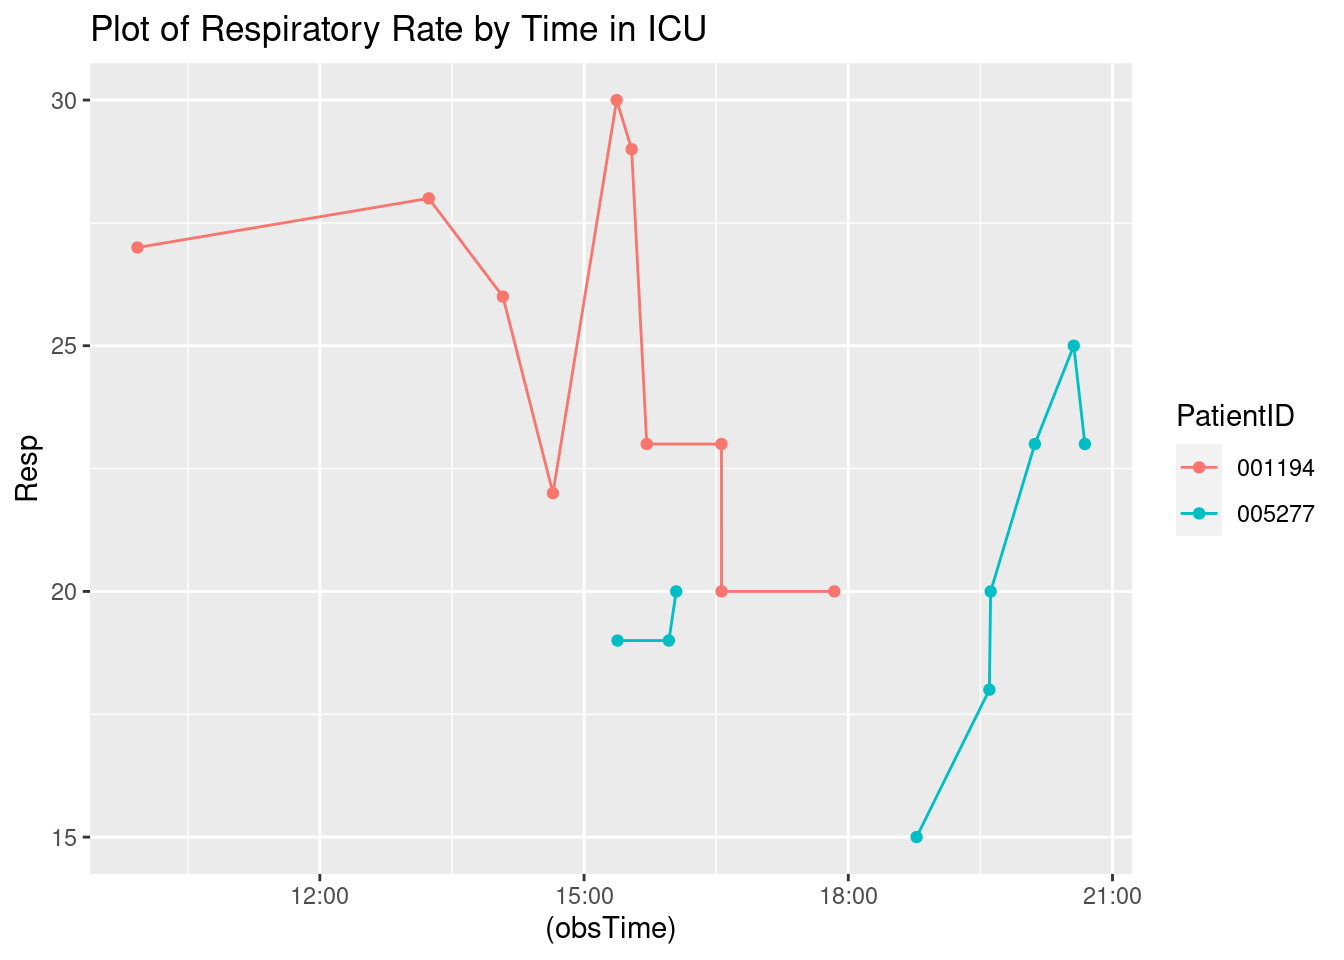 Plot of Respiratory Rate by Time in ICU
30
25
20
15
Resp
12:00 15:00 18:00 21:00
(obsTime)
PatientID
001194
005277